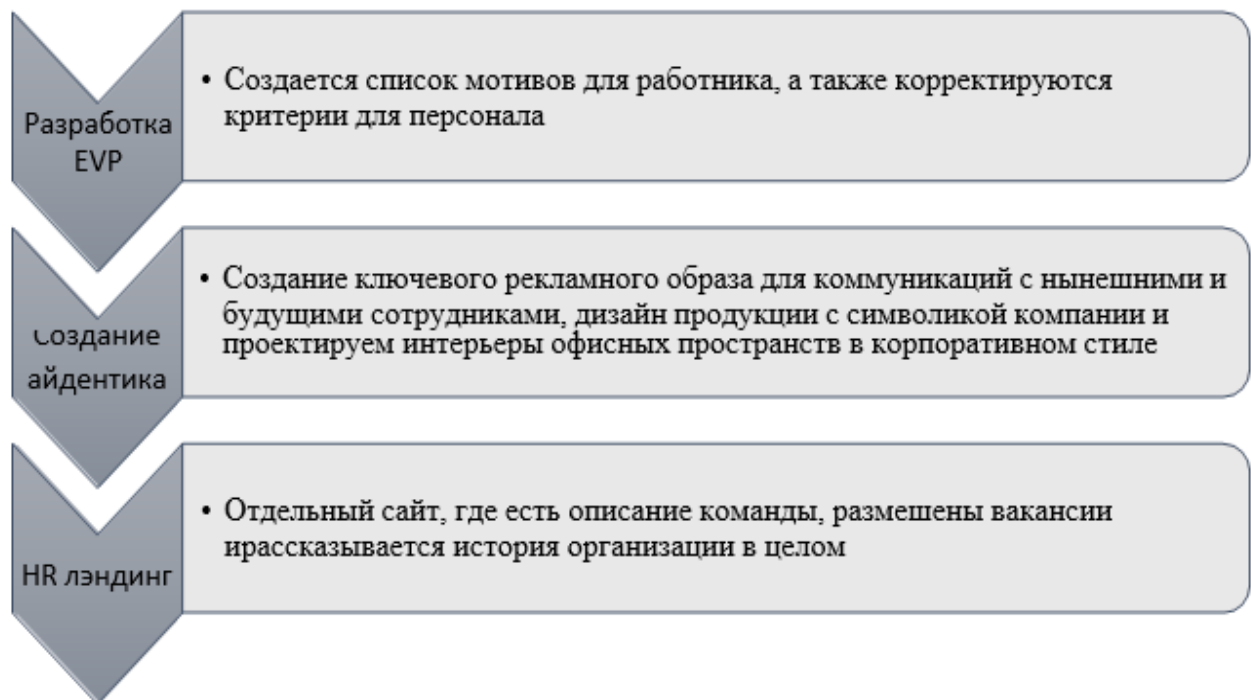 Разработка
EVP
• Создается список мотивов для работника, а также корректируются
критерии для персонала
Создание
айдентика
• Создание ключевого рекламного образа для коммуникаций с нынешними и
будущими сотрудниками, дизайн продукции с символикой компании и
проектируем интерьеры офисных пространств в корпоративном стиле
HR лэндинг
• Отдельный сайт, где есть описание команды, размешены вакансии
ирассказывается история организации в целом